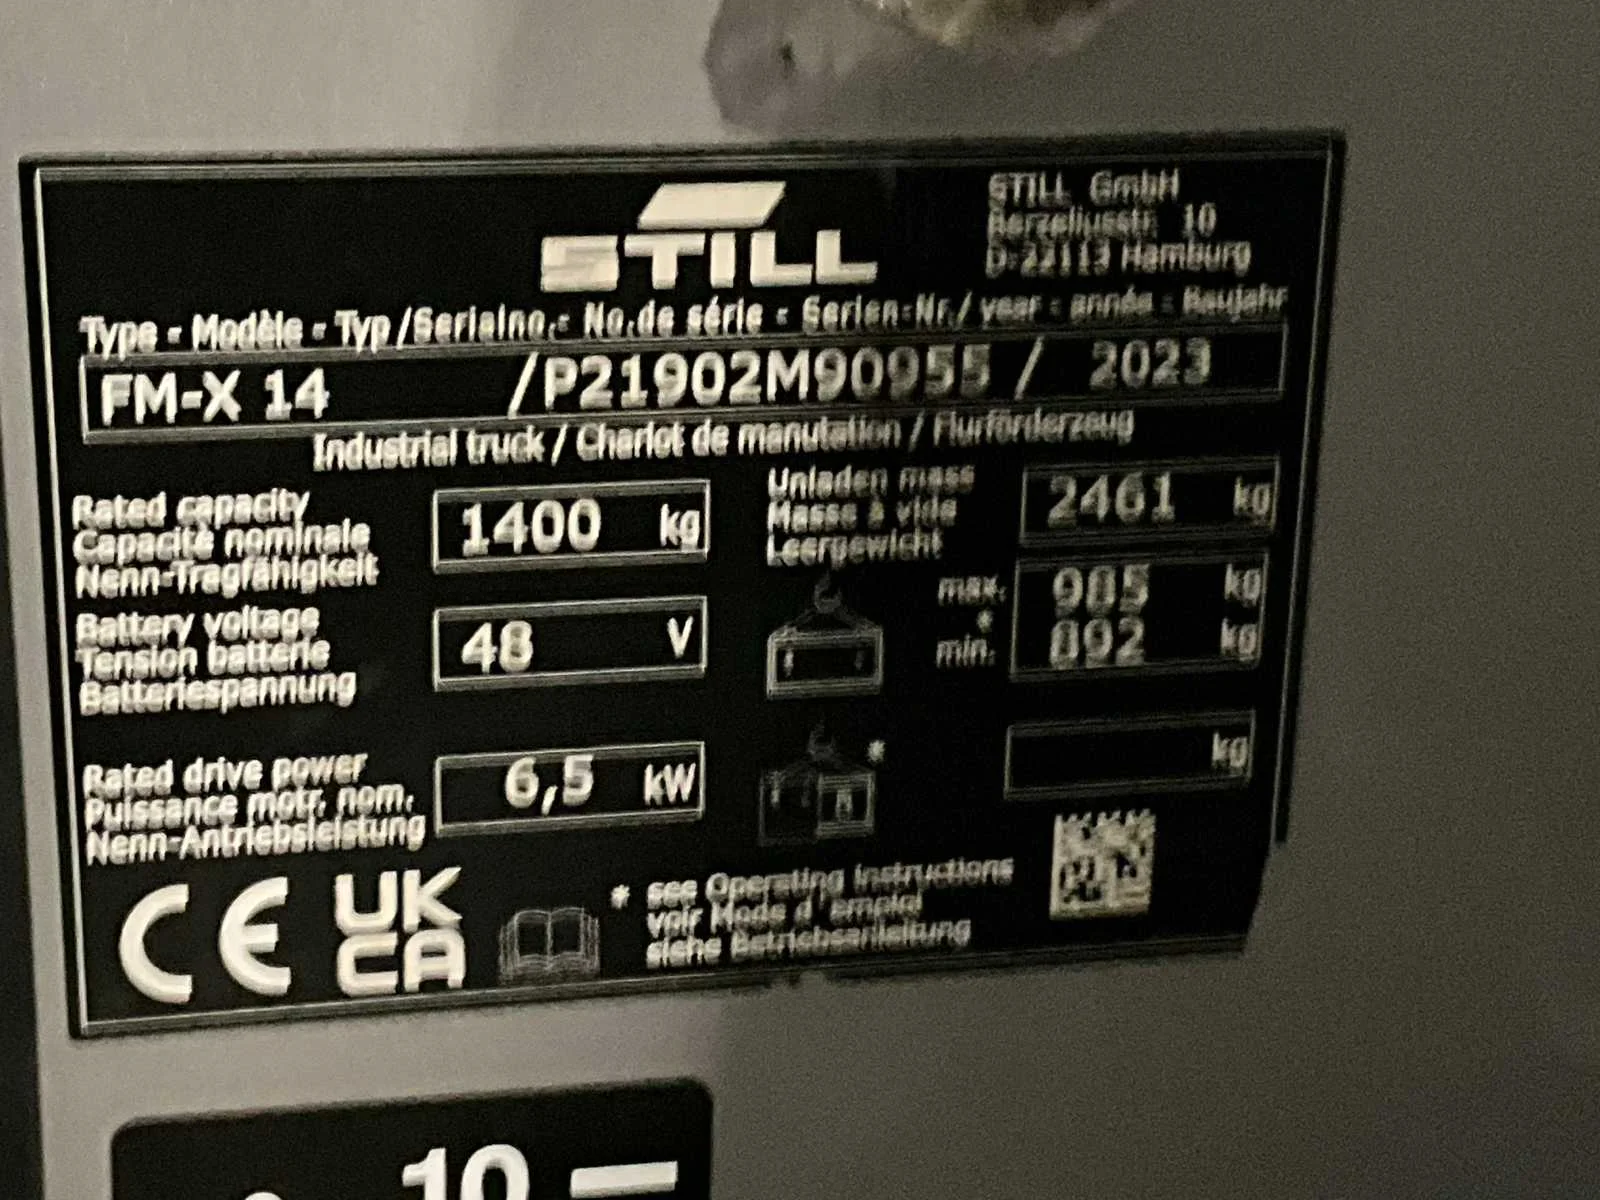 STILL
STILL GmbH
Berzeliusstr. 10
D-22113 Hamburg
Type - Modèle - Typ / Serialno.- No.de série - Serien-Nr./ year - année - Baujahr
FM-X 14 /P21902M90955 / 2023
Industrial truck / Chariot de manutation / Flurförderzeug
Rated capacity
Capacité nominale
Nenn-Tragfähigkeit
1400 kg
Unladen mass
Masse à vide
Leergewicht
2461 kg
Battery voltage
Tension batterie
Batteriespannung
48 V
max. 985 kg
*
min. 892 kg
Rated drive power
Puissance motr. nom.
Nenn-Antriebsleistung
6,5 kW
*
kg
CE UK
CA
* see Operating instructions
voir Mode d' emploi
siehe Betriebsanleitung
10